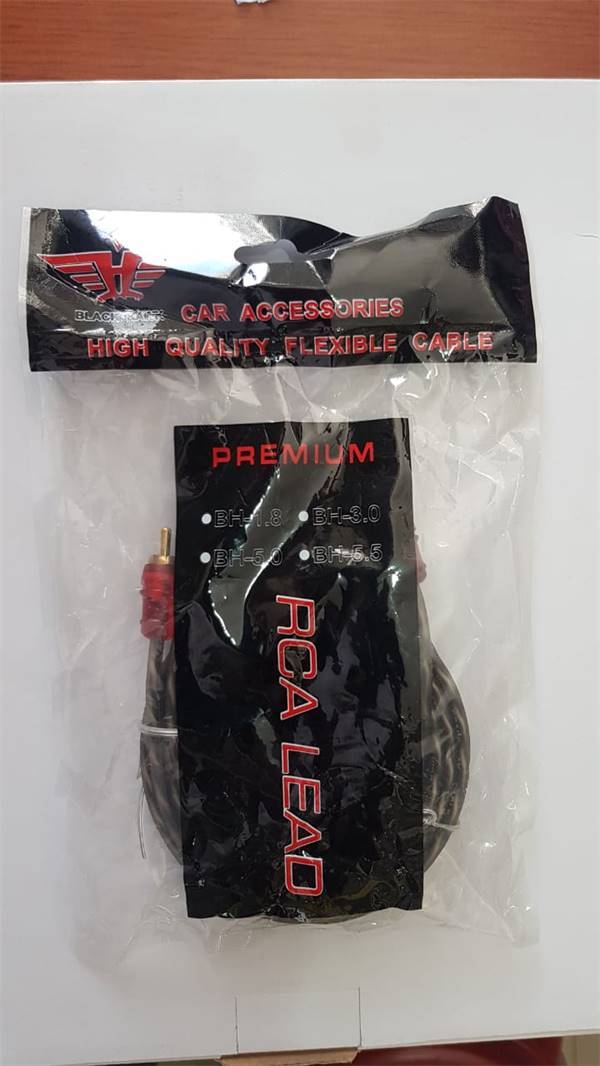 H
CAR ACCESSORIES
HIGH QUALITY FLEXIBLE CABLE
PREMIUM
BH-1.8 BH-3.0
BH-5.0 BH-5.5
RCA LEAD